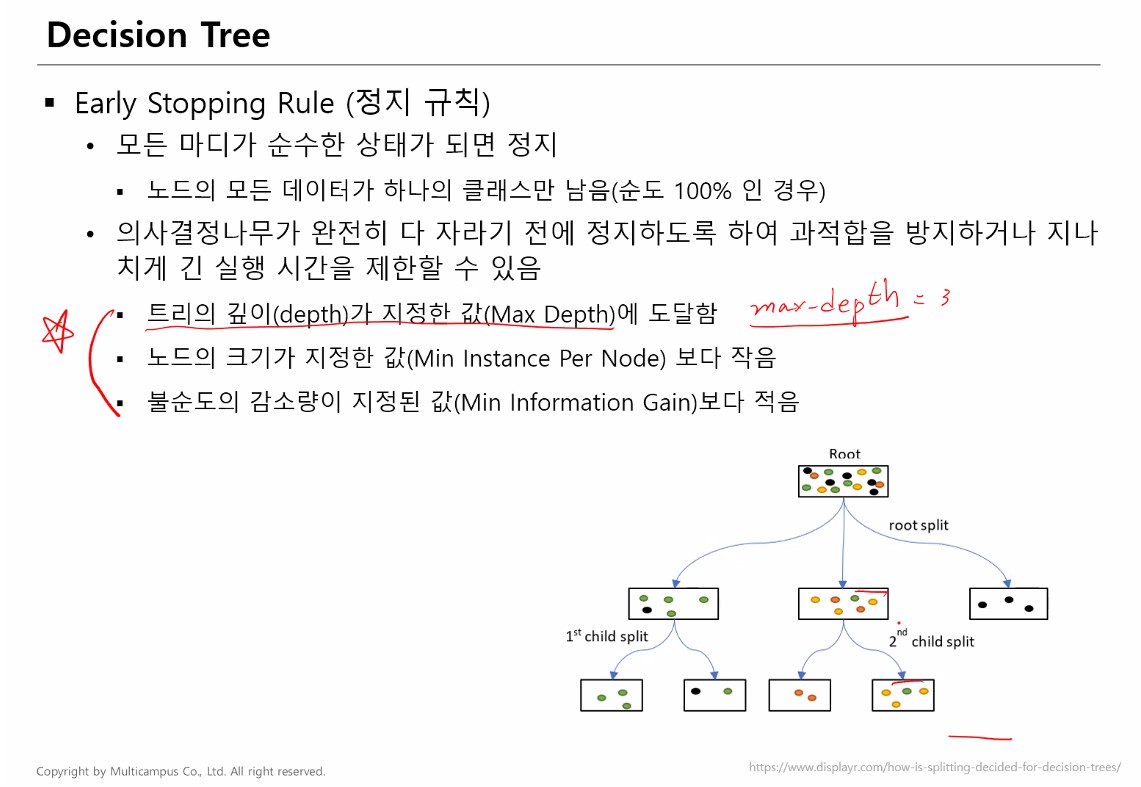 Decision Tree
▪ Early Stopping Rule (정지 규칙)
• 모든 마디가 순수한 상태가 되면 정지
▪ 노드의 모든 데이터가 하나의 클래스만 남음(순도 100% 인 경우)
• 의사결정나무가 완전히 다 자라기 전에 정지하도록 하여 과적합을 방지하거나 지나
치게 긴 실행 시간을 제한할 수 있음
▪ 트리의 깊이(depth)가 지정한 값(Max Depth)에 도달함 max-depth = 3
▪ 노드의 크기가 지정한 값(Min Instance Per Node) 보다 작음
▪ 불순도의 감소량이 지정된 값(Min Information Gain)보다 적음
Root
root split
1st child split
2nd child split
Copyright by Multicampus Co., Ltd. All right reserved.
https://www.displayr.com/how-is-splitting-decided-for-decision-trees/